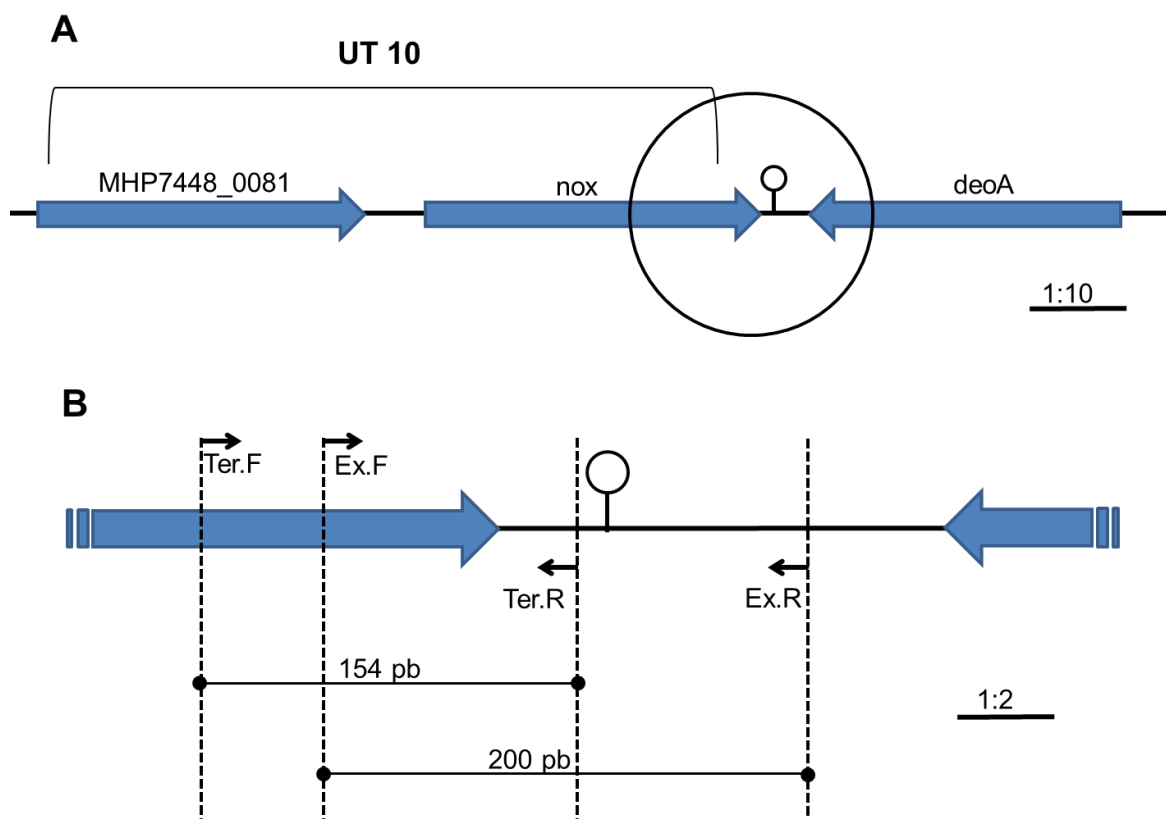 A
UT 10
MHP7448_0081
nox
deoA
1:10
B
Ter.F
Ex.F
Ter.R
Ex.R
154 pb
1:2
200 pb